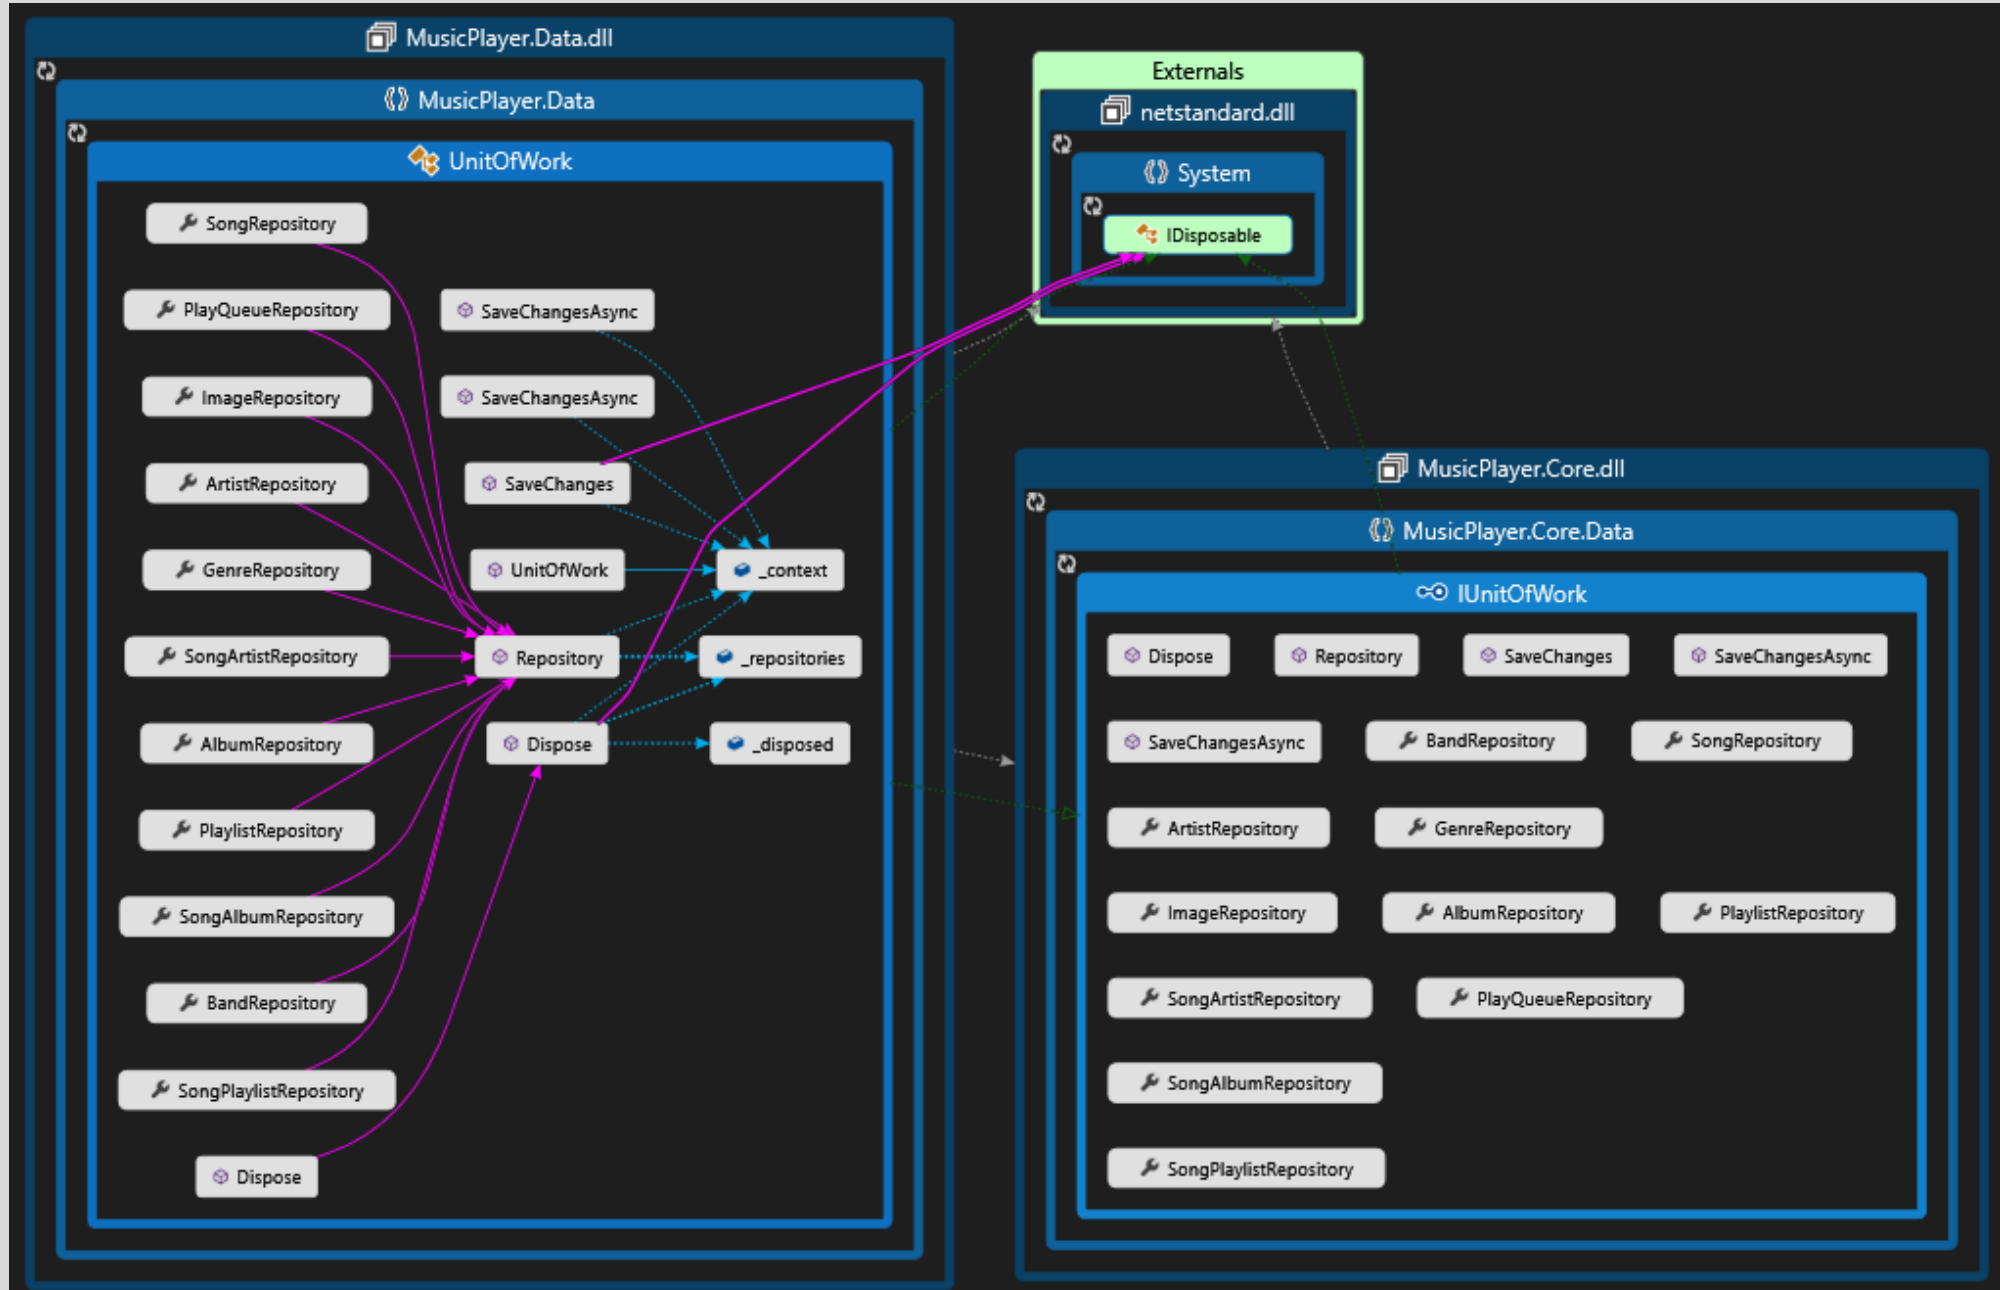 MusicPlayer.Data.dll
MusicPlayer.Data
UnitOfWork
SongRepository
PlayQueueRepository
SaveChangesAsync
ImageRepository
SaveChangesAsync
ArtistRepository
SaveChanges
GenreRepository
UnitOfWork
_context
SongArtistRepository
Repository
_repositories
AlbumRepository
Dispose
_disposed
PlaylistRepository
SongAlbumRepository
BandRepository
SongPlaylistRepository
Dispose
Externals
netstandard.dll
System
IDisposable
MusicPlayer.Core.dll
MusicPlayer.Core.Data
IUnitOfWork
Dispose
Repository
SaveChanges
SaveChangesAsync
SaveChangesAsync
BandRepository
SongRepository
ArtistRepository
GenreRepository
ImageRepository
AlbumRepository
PlaylistRepository
SongArtistRepository
PlayQueueRepository
SongAlbumRepository
SongPlaylistRepository